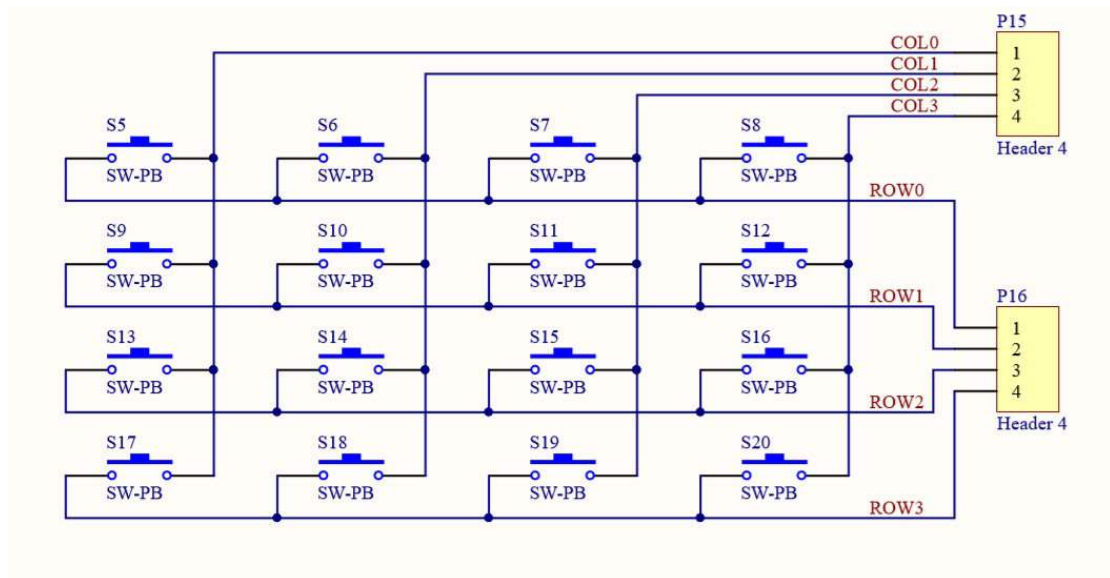 P15
COL0
1
COL1
2
COL2
3
COL3
4
Header 4
S5
S6
S7
S8
SW-PB
SW-PB
SW-PB
SW-PB
ROW0
S9
S10
S11
S12
SW-PB
SW-PB
SW-PB
SW-PB
ROW1
P16
1
2
3
4
Header 4
S13
S14
S15
S16
SW-PB
SW-PB
SW-PB
SW-PB
ROW2
S17
S18
S19
S20
SW-PB
SW-PB
SW-PB
SW-PB
ROW3